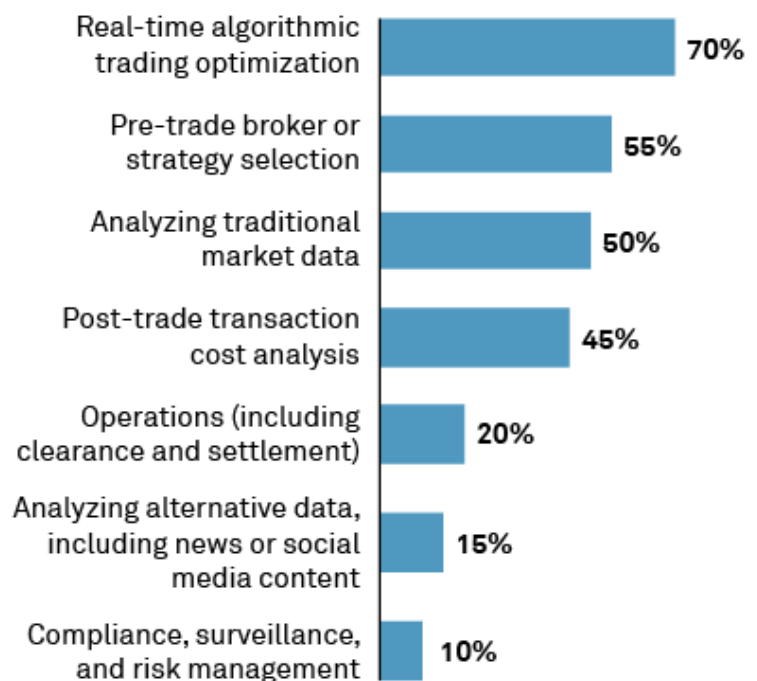 Real-time algorithmic
trading optimization
70%
Pre-trade broker or
strategy selection
55%
Analyzing traditional
market data
50%
Post-trade transaction
cost analysis
45%
Operations (including
clearance and settlement)
20%
Analyzing alternative data,
including news or social
media content
15%
Compliance, surveillance,
and risk management
10%